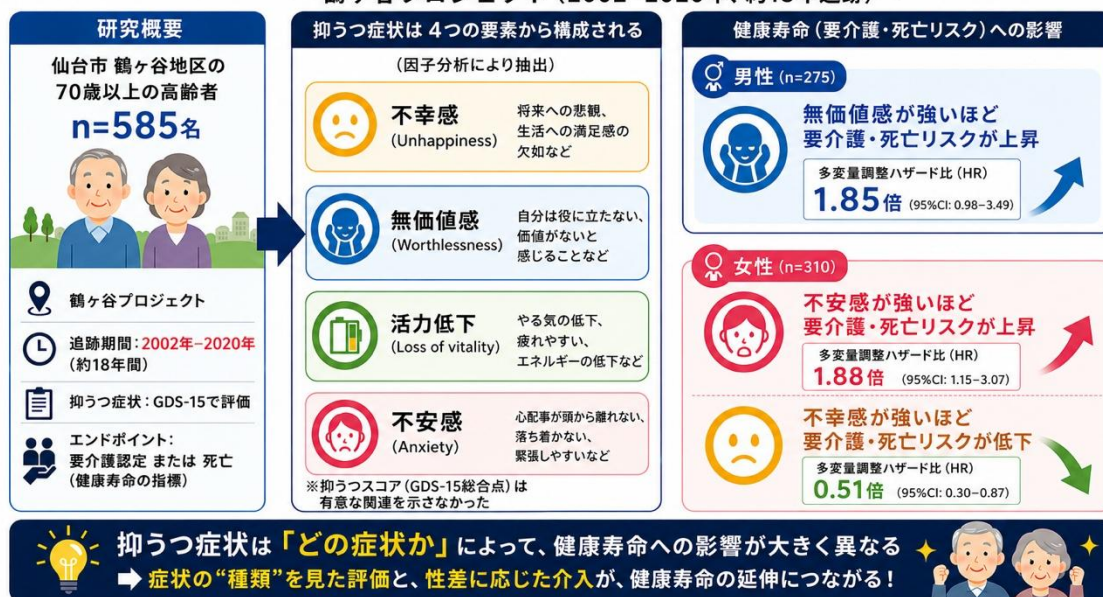 研究概要
仙台市 鶴ヶ谷地区の
70歳以上の高齢者
n=585名
鶴ヶ谷プロジェクト
追跡期間：2002年−2020年
(約18年間)
抑うつ症状：GDS-15で評価
エンドポイント：
要介護認定 または 死亡
(健康寿命の指標)
抑うつ症状は 4つの要素から構成される
(因子分析により抽出)
不幸感
(Unhappiness)
将来への悲観、
生活への満足感の
欠如など
無価値感
(Worthlessness)
自分は役に立たない、
価値がないと
感じることなど
活力低下
(Loss of vitality)
やる気の低下、
疲れやすい、
エネルギーの低下など
不安感
(Anxiety)
心配事が頭から離れない、
落ち着かない、
緊張しやすいなど
※抑うつスコア(GDS-15総合点)は
有意な関連を示さなかった
健康寿命(要介護・死亡リスク)への影響
男性 (n=275)
無価値感が強いほど
要介護・死亡リスクが上昇
多変量調整ハザード比(HR)
1.85倍 (95%CI: 0.98−3.49)
女性 (n=310)
不安感が強いほど
要介護・死亡リスクが上昇
多変量調整ハザード比(HR)
1.88倍 (95%CI: 1.15−3.07)
不幸感が強いほど
要介護・死亡リスクが低下
多変量調整ハザード比(HR)
0.51倍 (95%CI: 0.30−0.87)
抑うつ症状は「どの症状か」によって、健康寿命への影響が大きく異なる
➡ 症状の“種類”を見た評価と、性差に応じた介入が、健康寿命の延伸につながる！